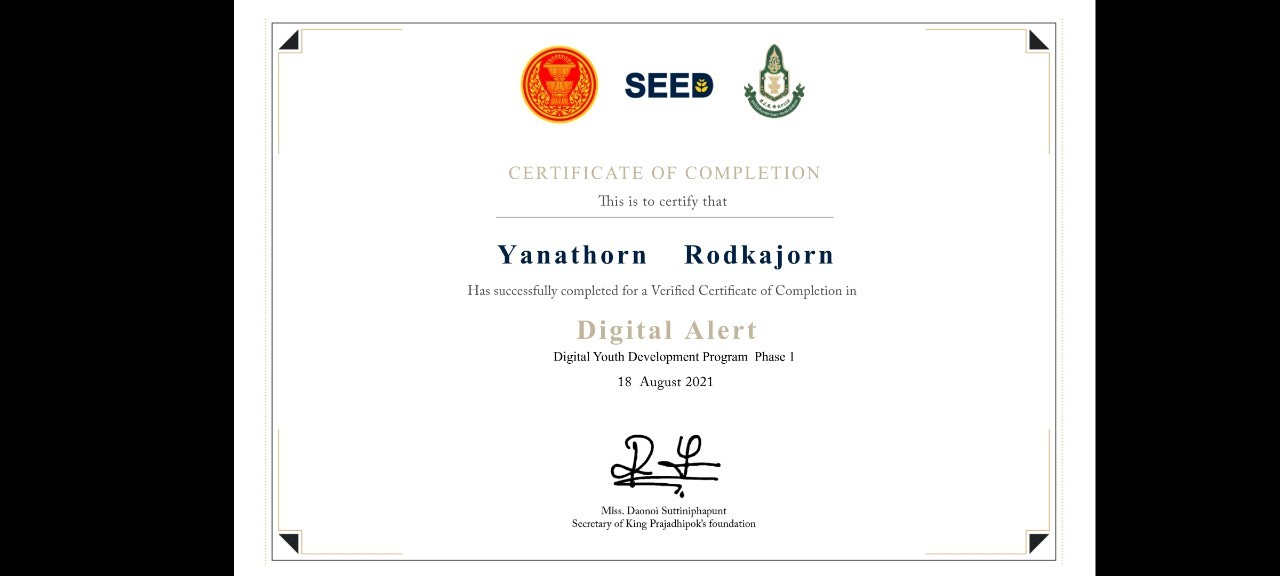 SEED
CERTIFICATE OF COMPLETION
This is to certify that
Yanathorn Rodkajorn
Has successfully completed for a Verified Certificate of Completion in
Digital Alert
Digital Youth Development Program Phase 1
18 August 2021
MIss. Daonoi Suttiniphapunt
Secretary of King Prajadhipok's foundation